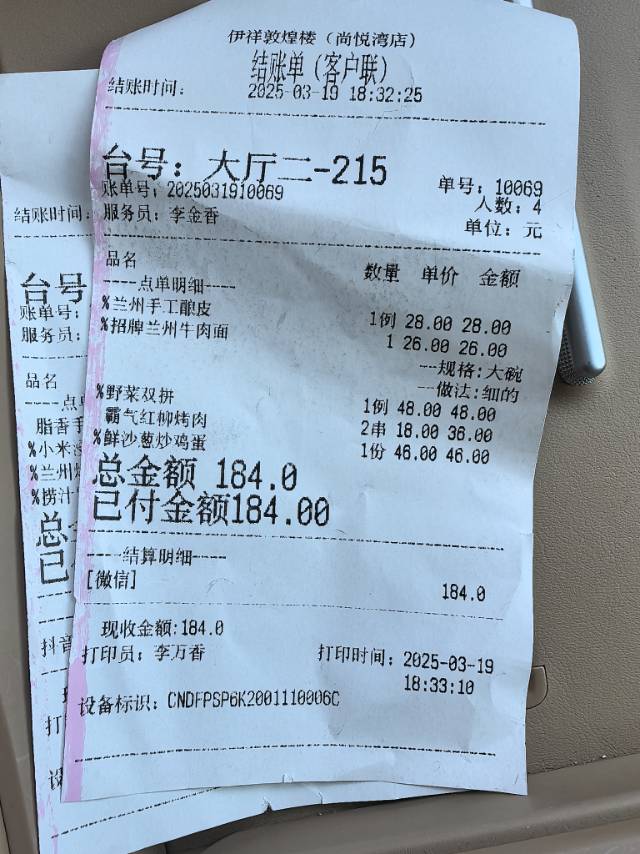 伊祥敦煌楼（尚悦湾店）
结账单（客户联）
结账时间： 2025-03-19 18:32:25
台号：大厅二-215
账单号：2025031910069 单号：10069
服务员：李金香 人数：4
单位：元
品名 数量 单价 金额
----点单明细----
%兰州手工酿皮 1例 28.00 28.00
%招牌兰州牛肉面 1 26.00 26.00
---规格:大碗
---做法:细的
%野菜双拼 1例 48.00 48.00
霸气红柳烤肉 2串 18.00 36.00
%鲜沙葱炒鸡蛋 1份 46.00 46.00
总金额 184.0
已付金额184.00
----结算明细----
[微信] 184.0
现收金额:184.0
打印员：李万香 打印时间：2025-03-19
18:33:10
设备标识：CNDFPSP6K2001110006C
结账时间：
台号
账单号：
服务员：
品名
----点
脂香手
%小米
%兰州
%捞汁
总
已
抖音
打
设